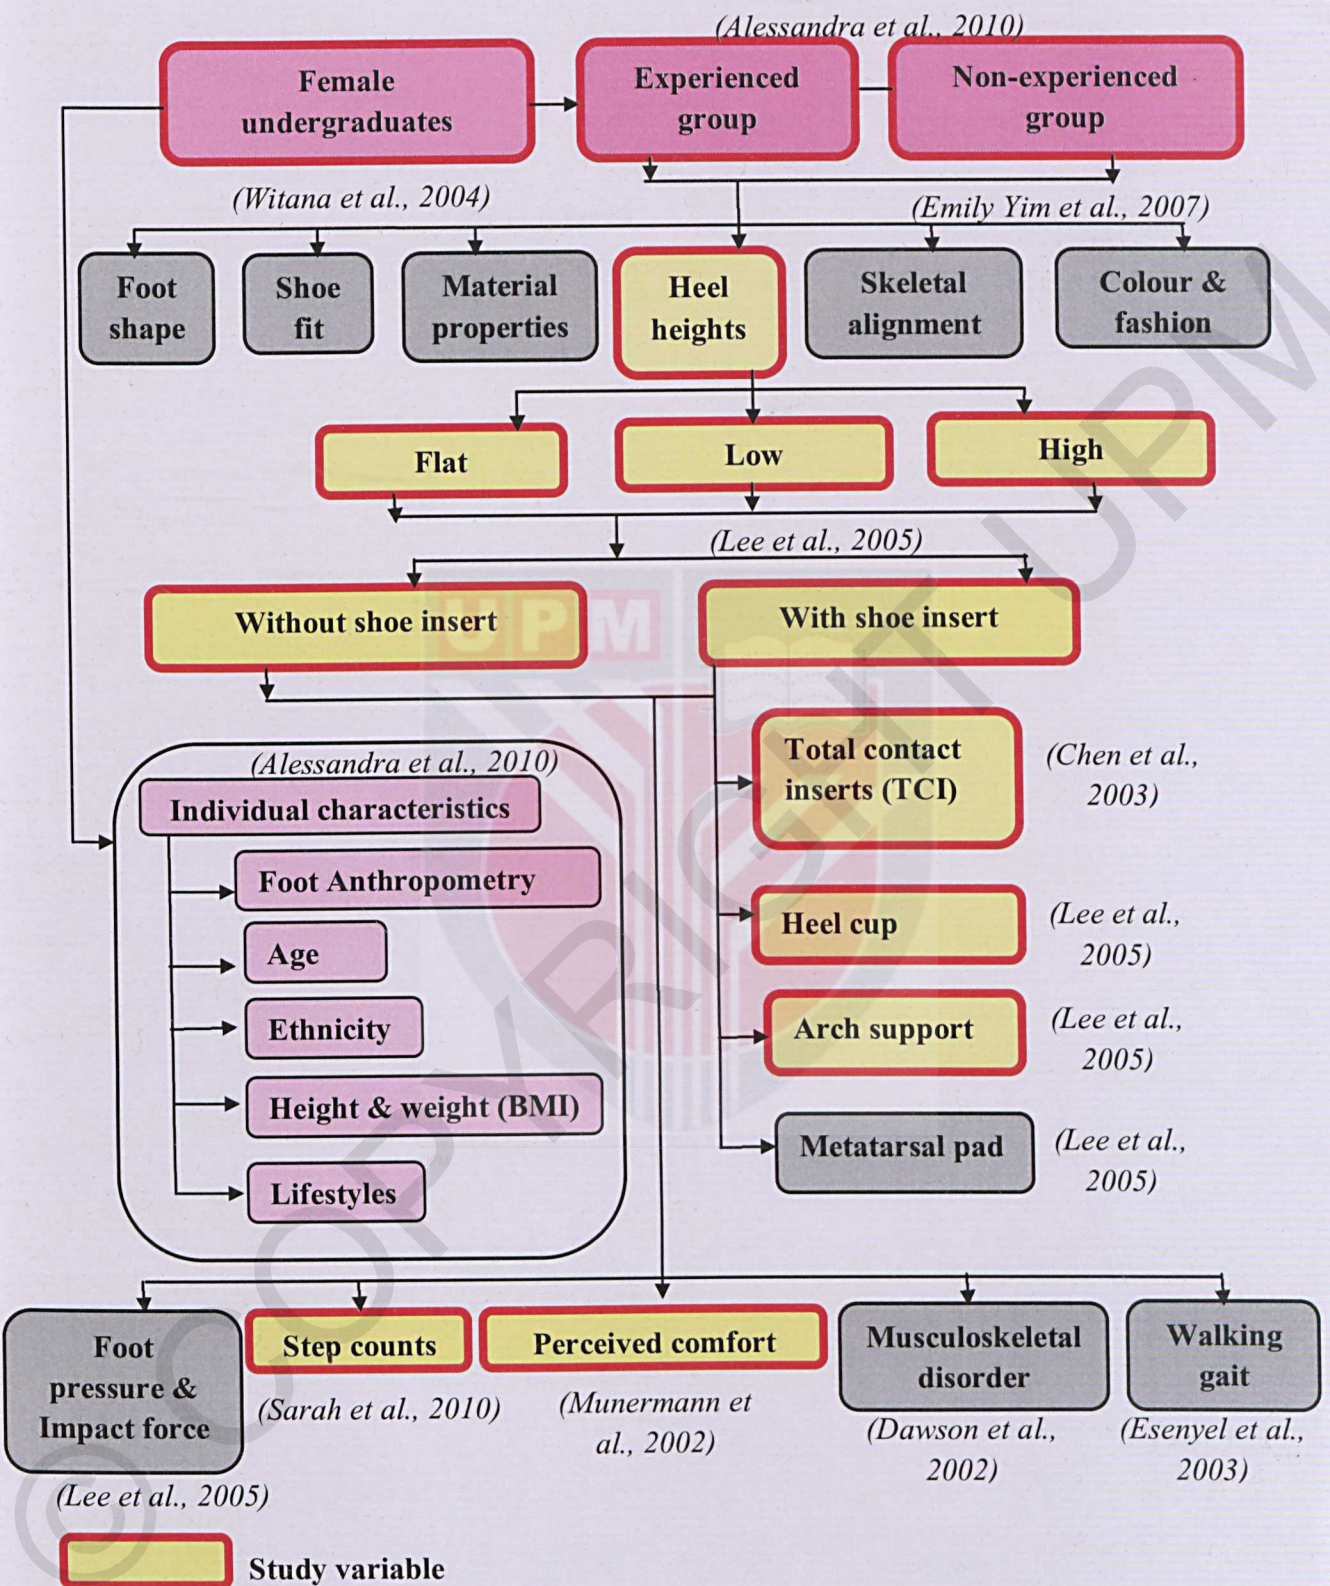 (Alessandra et al., 2010)
Female
undergraduates
Experienced
group
Non-experienced
group
(Witana et al., 2004)
(Emily Yim et al., 2007)
Foot
shape
Shoe
fit
Material
properties
Heel
heights
Skeletal
alignment
Colour &
fashion
Flat
Low
High
(Lee et al., 2005)
Without shoe insert
With shoe insert
UPM
(Alessandra et al., 2010)
Individual characteristics
Foot Anthropometry
Age
Ethnicity
Height & weight (BMI)
Lifestyles
Total contact
inserts (TCI)
(Chen et al.,
2003)
Heel cup
(Lee et al.,
2005)
Arch support
(Lee et al.,
2005)
Metatarsal pad
(Lee et al.,
2005)
Foot
pressure &
Impact force
(Lee et al., 2005)
Step counts
(Sarah et al., 2010)
Perceived comfort
(Munermann et
al., 2002)
Musculoskeletal
disorder
(Dawson et al.,
2002)
Walking
gait
(Esenyel et al.,
2003)
Study variable
© COPYRIGHT UPM